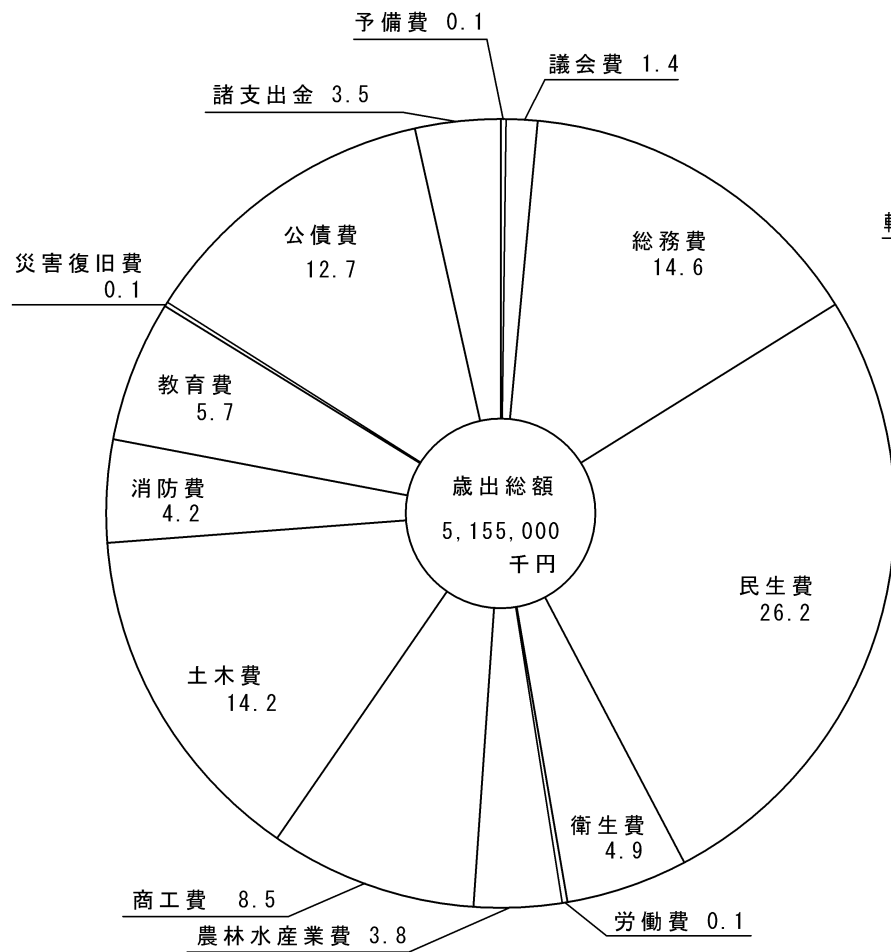 予備費 0.1
議会費 1.4
諸支出金 3.5
公債費
12.7
総務費
14.6
災害復旧費
0.1
教育費
5.7
消防費
4.2
歳出総額
5,155,000
千円
民生費
26.2
土木費
14.2
衛生費
4.9
商工費 8.5
農林水産業費 3.8
労働費 0.1